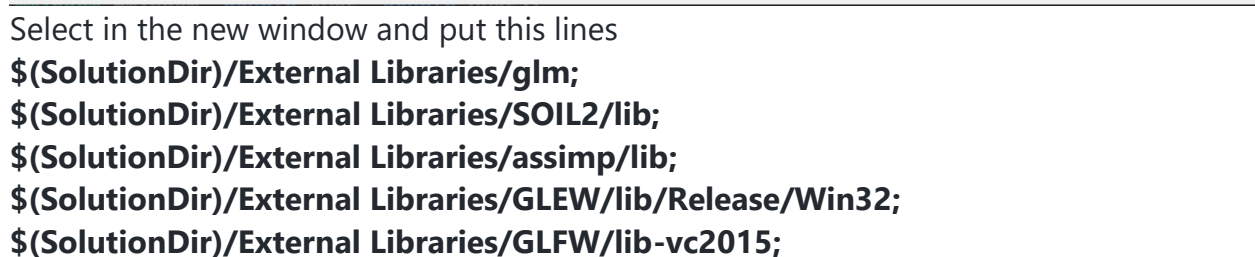 Select in the new window and put this lines
$(SolutionDir)/External Libraries/glm;
$(SolutionDir)/External Libraries/SOIL2/lib;
$(SolutionDir)/External Libraries/assimp/lib;
$(SolutionDir)/External Libraries/GLEW/lib/Release/Win32;
$(SolutionDir)/External Libraries/GLFW/lib-vc2015;